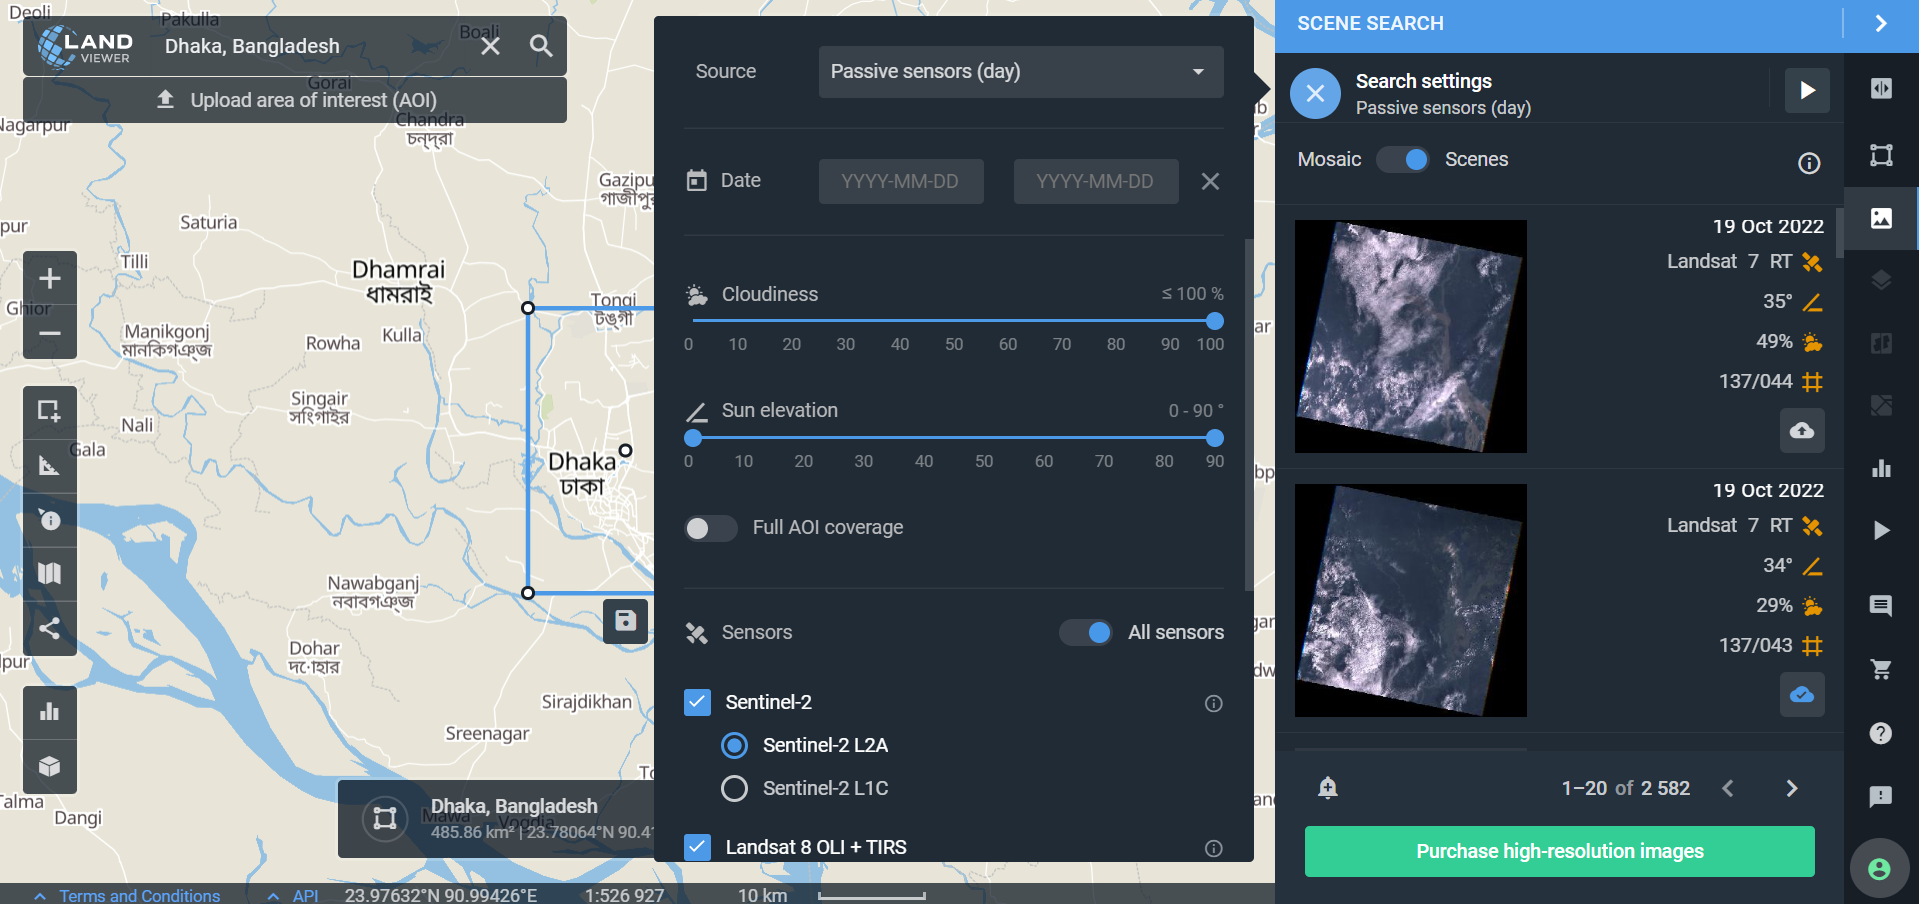 Deoli
Pakulla
Boali
LAND
VIEWER
Dhaka, Bangladesh
Gorai
Upload area of interest (AOI)
Nagarpur
Chandra
চন্দ্রা
Gazipu
গাজীপু
Saturia
pur
Tilli
Dhamrai
ধামরাই
Ghior
Tongi
টঙ্গী
Manikgonj
মানিকগঞ্জ
Rowha
Kulla
Singair
সিংগাইর
Nali
Gala
Dhaka
ঢাকা
Nawabganj
নবাবগঞ্জ
Dohar
দোহার
lpur
Sirajdikhan
Sreenagar
To
Talma
Dangi
Mawa
Vogdia
Dhaka, Bangladesh
485.86 km² | 23.78064°N 90.41
Terms and Conditions
API
23.97632°N 90.99426°E
1:526 927
10 km
Source
Passive sensors (day)
Date
YYYY-MM-DD
YYYY-MM-DD
Cloudiness
≤ 100 %
0 10 20 30 40 50 60 70 80 90 100
Sun elevation
0 - 90 °
0 10 20 30 40 50 60 70 80 90
Full AOI coverage
Sensors
All sensors
Sentinel-2
Sentinel-2 L2A
Sentinel-2 L1C
Landsat 8 OLI + TIRS
b
r
ar
bp
gar
dw
and
SCENE SEARCH
Search settings
Passive sensors (day)
Mosaic
Scenes
19 Oct 2022
Landsat 7 RT
35°
49%
137/044
19 Oct 2022
Landsat 7 RT
34°
29%
137/043
1–20 of 2 582
Purchase high-resolution images